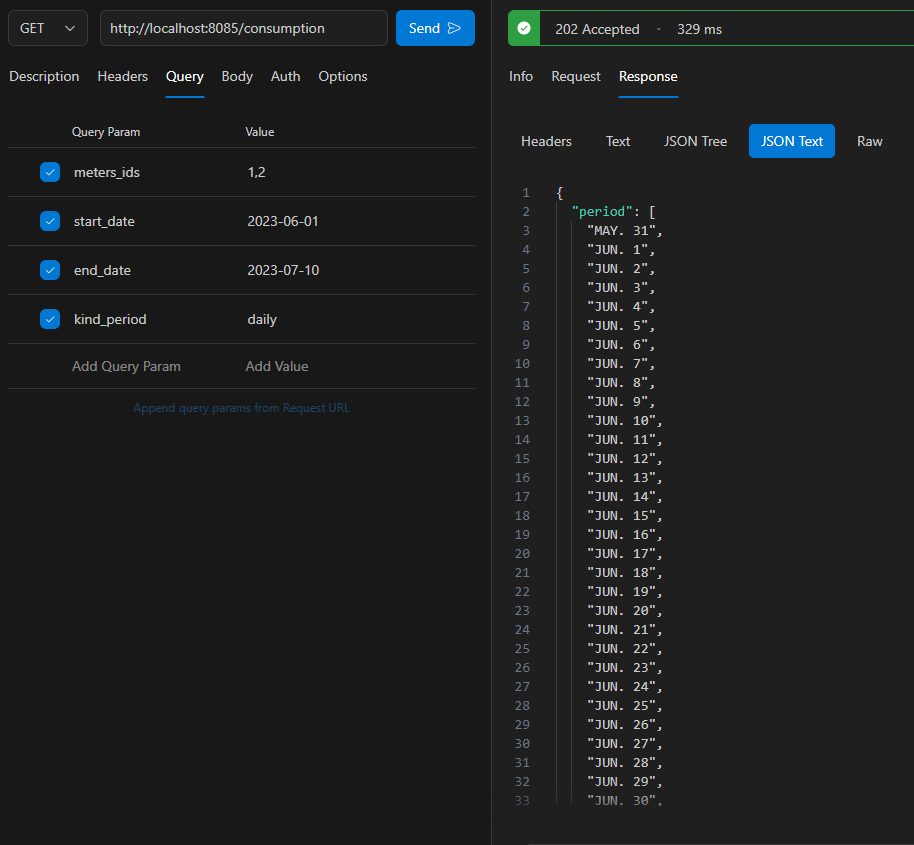 GET
http://localhost:8085/consumption
Send
Description Headers Query Body Auth Options
Query Param Value
meters_ids 1,2
start_date 2023-06-01
end_date 2023-07-10
kind_period daily
Add Query Param Add Value
Append query params from Request URL
202 Accepted - 329 ms
Info Request Response
Headers Text JSON Tree JSON Text Raw
1 {
2 "period": [
3 "MAY. 31",
4 "JUN. 1",
5 "JUN. 2",
6 "JUN. 3",
7 "JUN. 4",
8 "JUN. 5",
9 "JUN. 6",
10 "JUN. 7",
11 "JUN. 8",
12 "JUN. 9",
13 "JUN. 10",
14 "JUN. 11",
15 "JUN. 12",
16 "JUN. 13",
17 "JUN. 14",
18 "JUN. 15",
19 "JUN. 16",
20 "JUN. 17",
21 "JUN. 18",
22 "JUN. 19",
23 "JUN. 20",
24 "JUN. 21",
25 "JUN. 22",
26 "JUN. 23",
27 "JUN. 24",
28 "JUN. 25",
29 "JUN. 26",
30 "JUN. 27",
31 "JUN. 28",
32 "JUN. 29",
33 "JUN. 30",